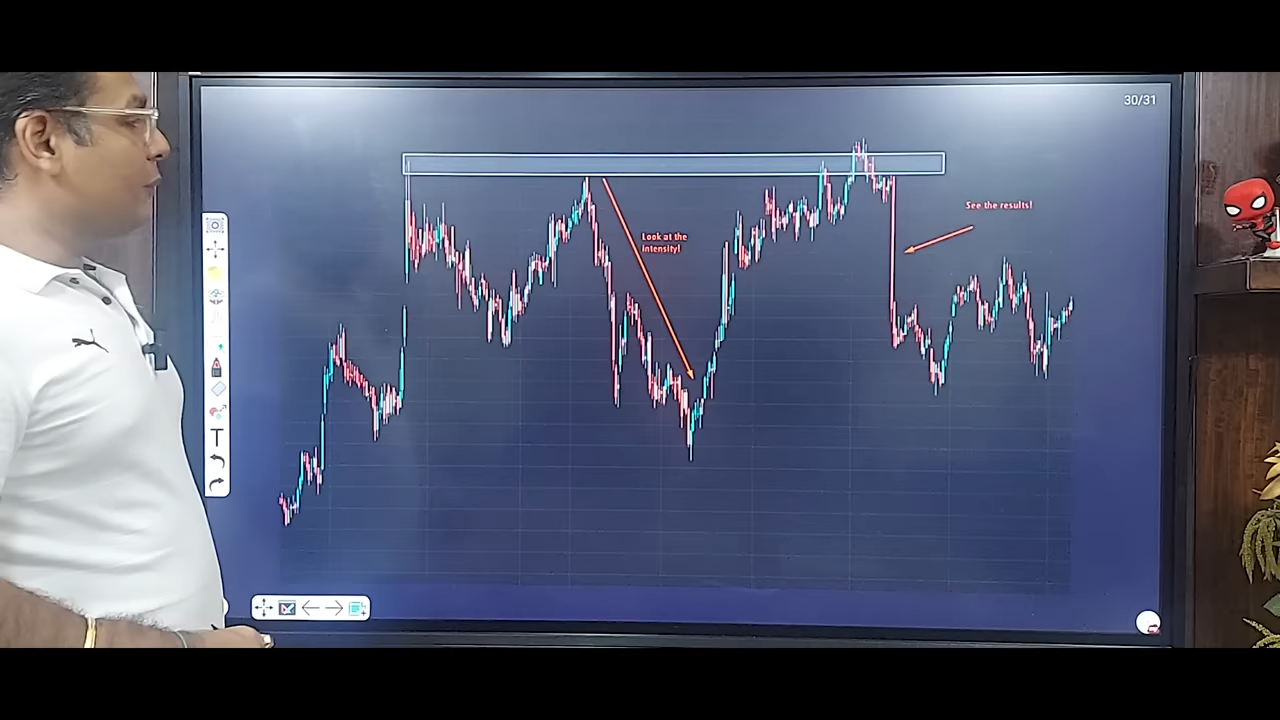 30/31
See the results!
Look at the
Intensity!
T